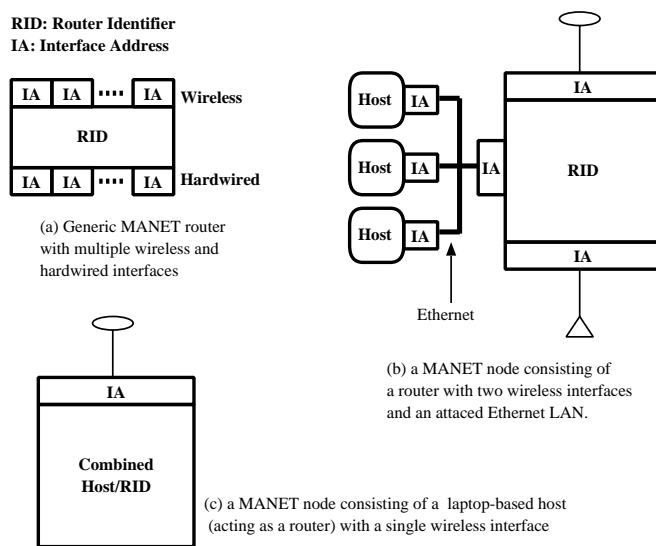 RID: Router Identifier
IA: Interface Address
IA IA IA Wireless
RID
IA IA IA Hardwired
(a) Generic MANET router
with multiple wireless and
hardwired interfaces
IA
Host IA
Host IA IA RID
Host IA
IA
Ethernet
(b) a MANET node consisting of
a router with two wireless interfaces
and an attaced Ethernet LAN.
IA
Combined
Host/RID
(c) a MANET node consisting of a laptop-based host
(acting as a router) with a single wireless interface